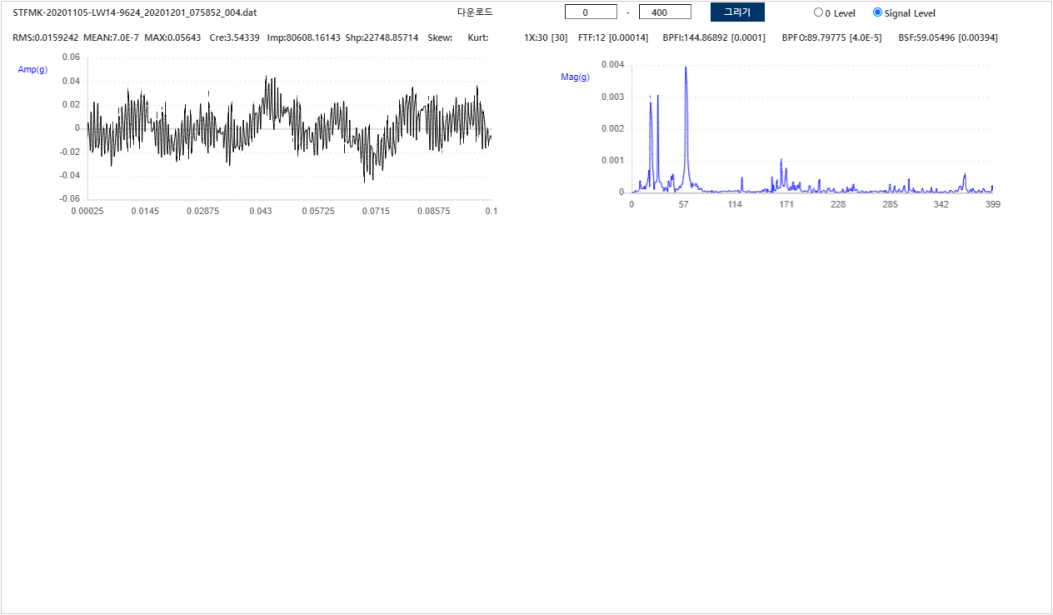 STFMK-20201105-LW14-9624_20201201_075852_004.dat 다운로드 0 - 400 그리기 0 Level Signal Level
RMS:0.0159242 MEAN:7.0E-7 MAX:0.05643 Cre:3.54339 Imp:80608.16143 Shp:22748.85714 Skew: Kurt: 1X:30 [30] FTF:12 [0.00014] BPFI:144.86892 [0.0001] BPFO:89.79775 [4.0E-5] BSF:59.05496 [0.00394]
Amp(g)
0.06
0.04
0.02
0
-0.02
-0.04
-0.06
0.00025 0.0145 0.02875 0.043 0.05725 0.0715 0.08575 0.1
Mag(g)
0.004
0.003
0.002
0.001
0
0 57 114 171 228 285 342 399